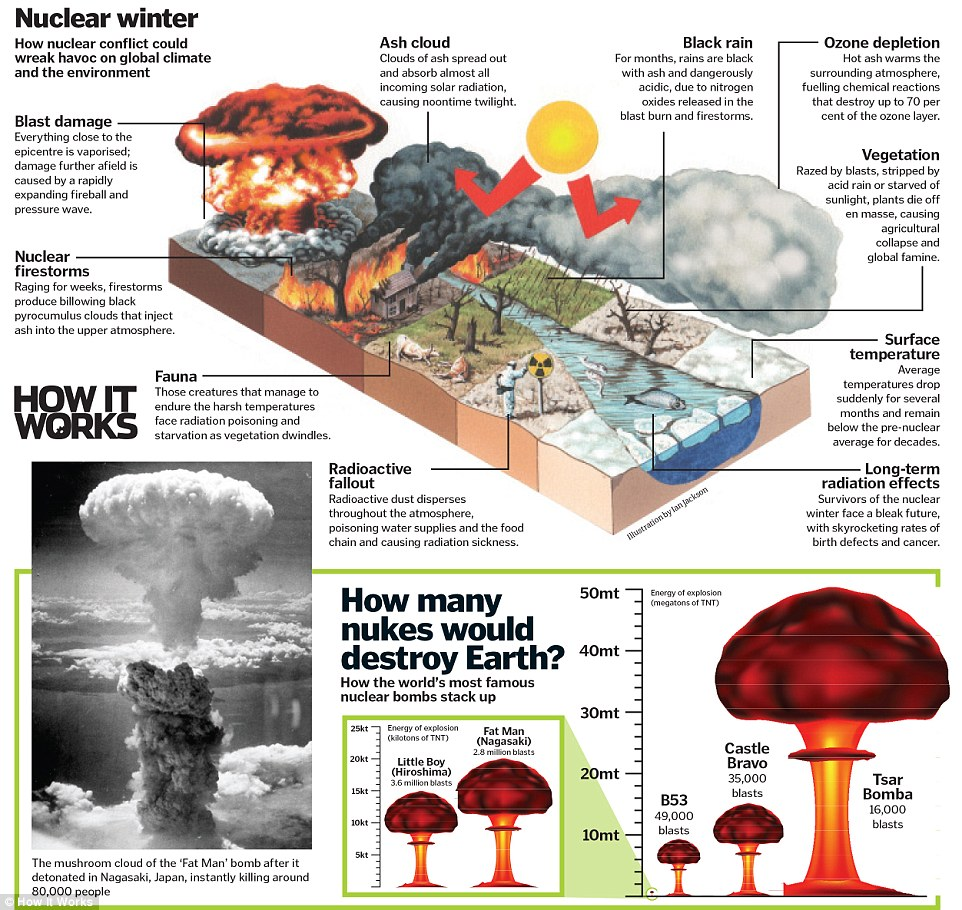 Nuclear winter
How nuclear conflict could
wreak havoc on global climate
and the environment
Ash cloud
Clouds of ash spread out
and absorb almost all
incoming solar radiation,
causing noontime twilight.
Black rain
For months, rains are black
with ash and dangerously
acidic, due to nitrogen
oxides released in the
blast burn and firestorms.
Ozone depletion
Hot ash warms the
surrounding atmosphere,
fuelling chemical reactions
that destroy up to 70 per
cent of the ozone layer.
Blast damage
Everything close to the
epicentre is vaporised;
damage further afield is
caused by a rapidly
expanding fireball and
pressure wave.
Vegetation
Razed by blasts, stripped by
acid rain or starved of
sunlight, plants die off
en masse, causing
agricultural
collapse and
global famine.
Nuclear
firestorms
Raging for weeks, firestorms
produce billowing black
pyrocumulus clouds that inject
ash into the upper atmosphere.
Surface
temperature
Average
temperatures drop
suddenly for several
months and remain
below the pre-nuclear
average for decades.
HOW IT
WORKS
Fauna
Those creatures that manage to
endure the harsh temperatures
face radiation poisoning and
starvation as vegetation dwindles.
Radioactive
fallout
Radioactive dust disperses
throughout the atmosphere,
poisoning water supplies and the food
chain and causing radiation sickness.
Illustration by Ian Jackson
Long-term
radiation effects
Survivors of the nuclear
winter face a bleak future,
with skyrocketing rates of
birth defects and cancer.
The mushroom cloud of the ‘Fat Man’ bomb after it
detonated in Nagasaki, Japan, instantly killing around
80,000 people
© How It Works
How many
nukes would
destroy Earth?
How the world's most famous
nuclear bombs stack up
25kt
20kt
15kt
10kt
5kt
Energy of explosion
(kilotons of TNT)
Little Boy
(Hiroshima)
3.6 million blasts
Fat Man
(Nagasaki)
2.8 million blasts
50mt
40mt
30mt
20mt
10mt
Energy of explosion
(megatons of TNT)
B53
49,000
blasts
Castle
Bravo
35,000
blasts
Tsar
Bomba
16,000
blasts